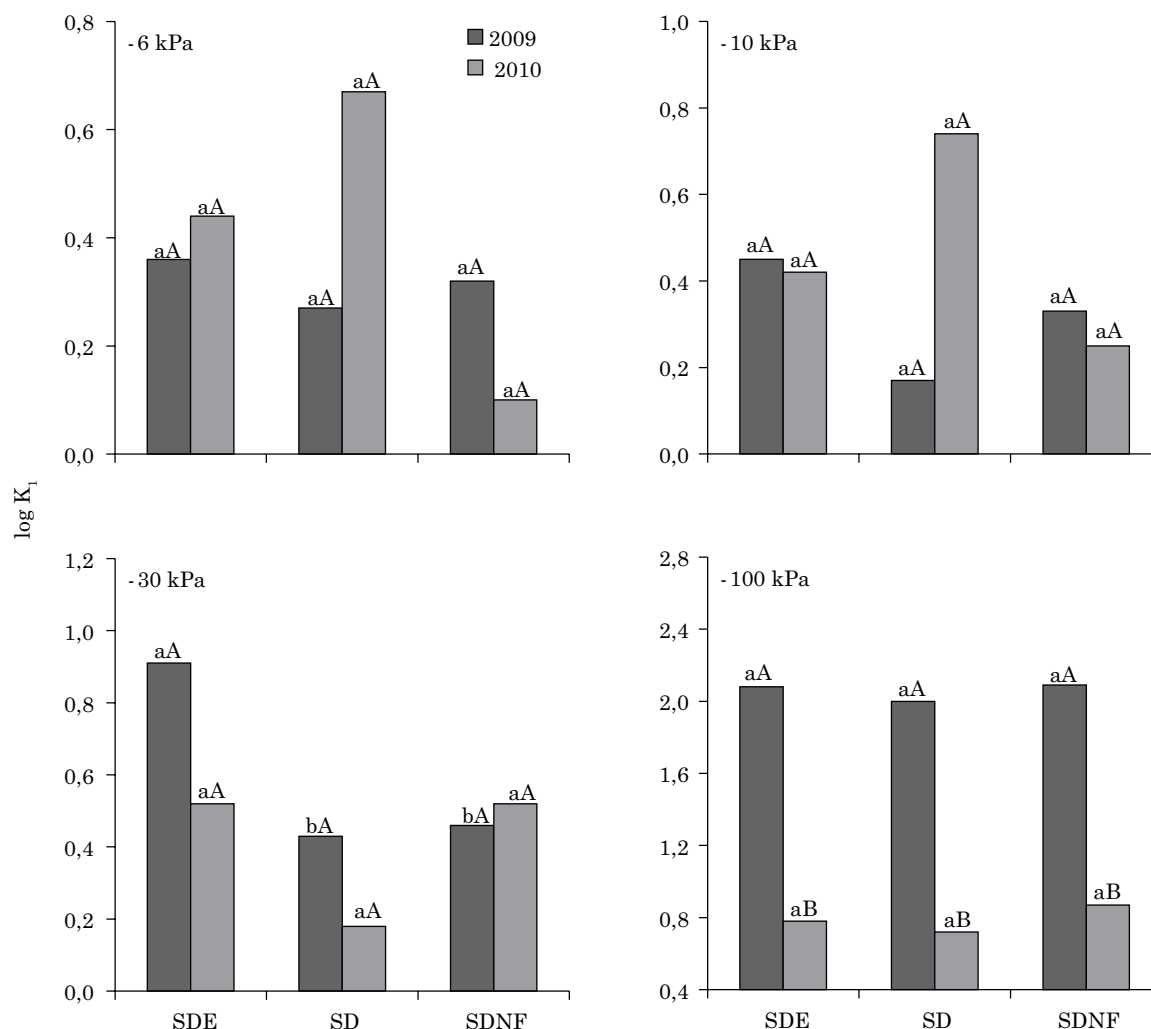 log K1
- 6 kPa
2009
2010
0,8
0,6
0,4
0,2
0,0
aA
aA
aA
aA
aA
aA
- 10 kPa
1,0
0,8
0,6
0,4
0,2
0,0
aA
aA
aA
aA
aA
aA
- 30 kPa
1,2
1,0
0,8
0,6
0,4
0,2
0,0
aA
aA
bA
aA
bA
aA
SDE SD SDNF
- 100 kPa
2,8
2,4
2,0
1,6
1,2
0,8
0,4
aA
aB
aA
aB
aA
aB
SDE SD SDNF